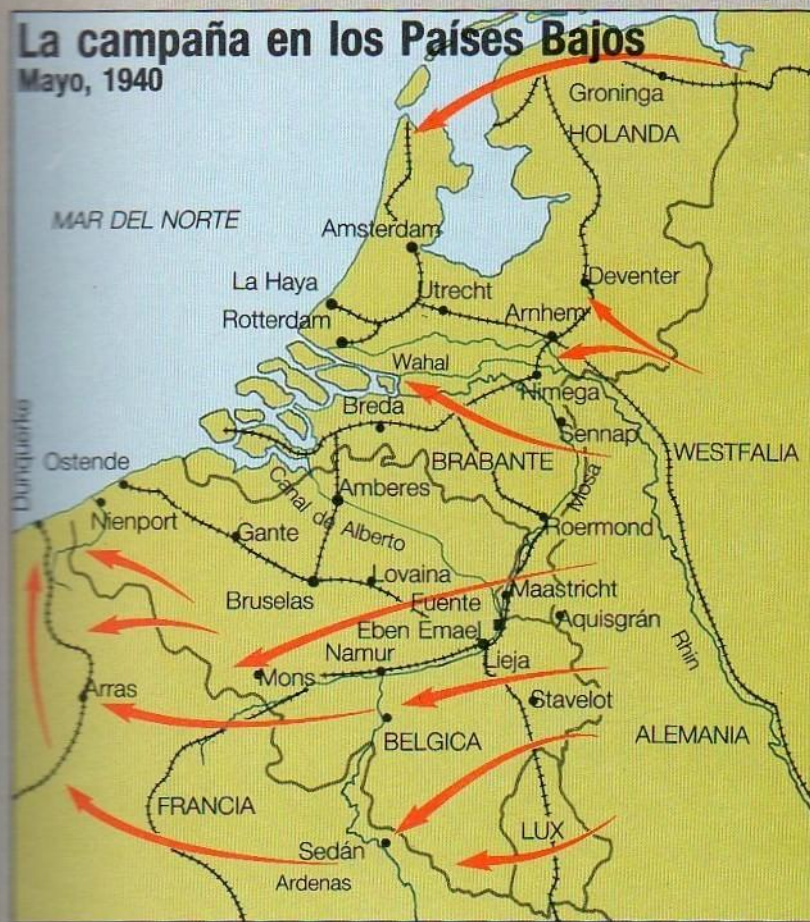 La campaña en los Países Bajos
Mayo, 1940
Groninga
HOLANDA
MAR DEL NORTE
Amsterdam
La Haya
Utrecht
Deventer
Rotterdam
Arnhem
Wahal
Nimega
Breda
Sennap
Dunquerke
Ostende
BRABANTE
WESTFALIA
Canal de Alberto
Amberes
Mosa
Nienport
Gante
Roermond
Lovaina
Bruselas
Fuente
Maastricht
Eben Emael
Aquisgrán
Rhin
Namur
Lieja
Mons
Arras
Stavelot
BELGICA
ALEMANIA
FRANCIA
LUX
Sedán
Ardenas